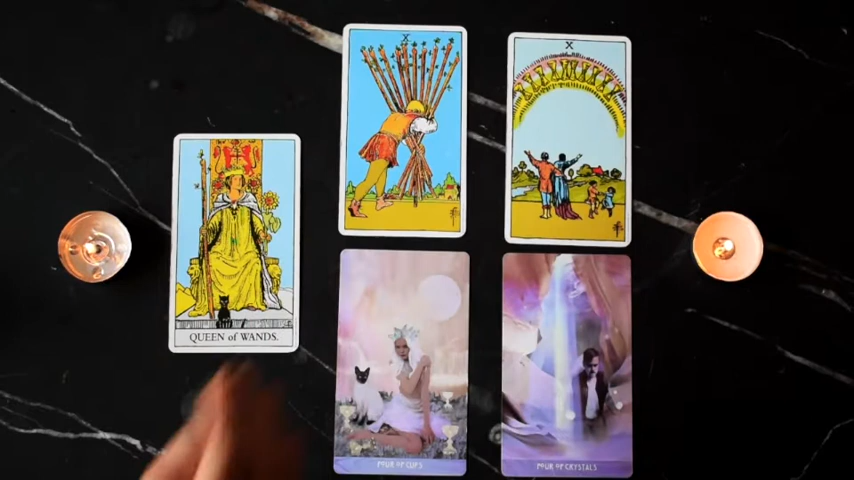 X
X
QUEEN of WANDS.
FOUR OF CUPS
FOUR OF CRYSTALS